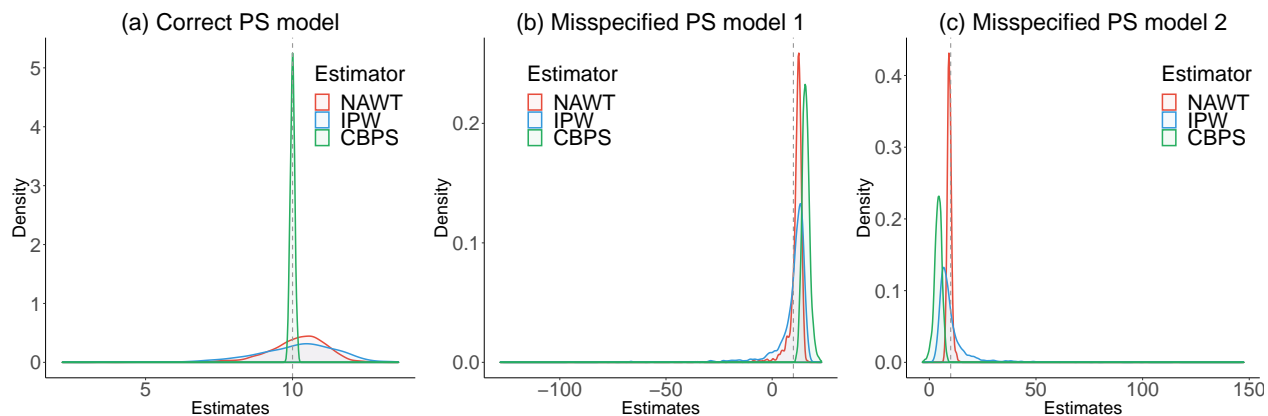 (a) Correct PS model
Density
5
4
3
2
1
0
Estimator
NAWT
IPW
CBPS
5
10
Estimates
(b) Misspecified PS model 1
Density
0.2
0.1
0.0
Estimator
NAWT
IPW
CBPS
−100
−50
0
Estimates
(c) Misspecified PS model 2
Density
0.4
0.3
0.2
0.1
0.0
Estimator
NAWT
IPW
CBPS
0
50
100
150
Estimates